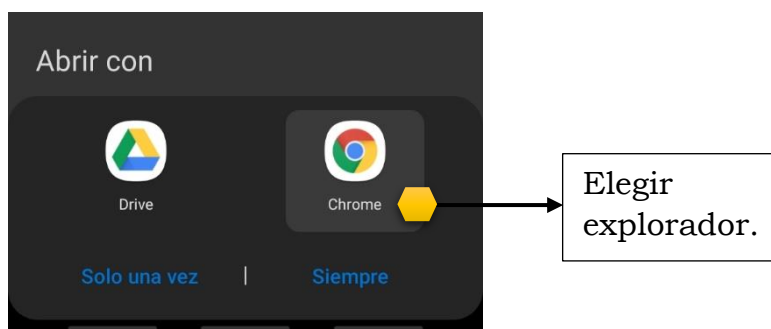 Abrir con
Drive
Chrome
Solo una vez | Siempre
Elegir
explorador.